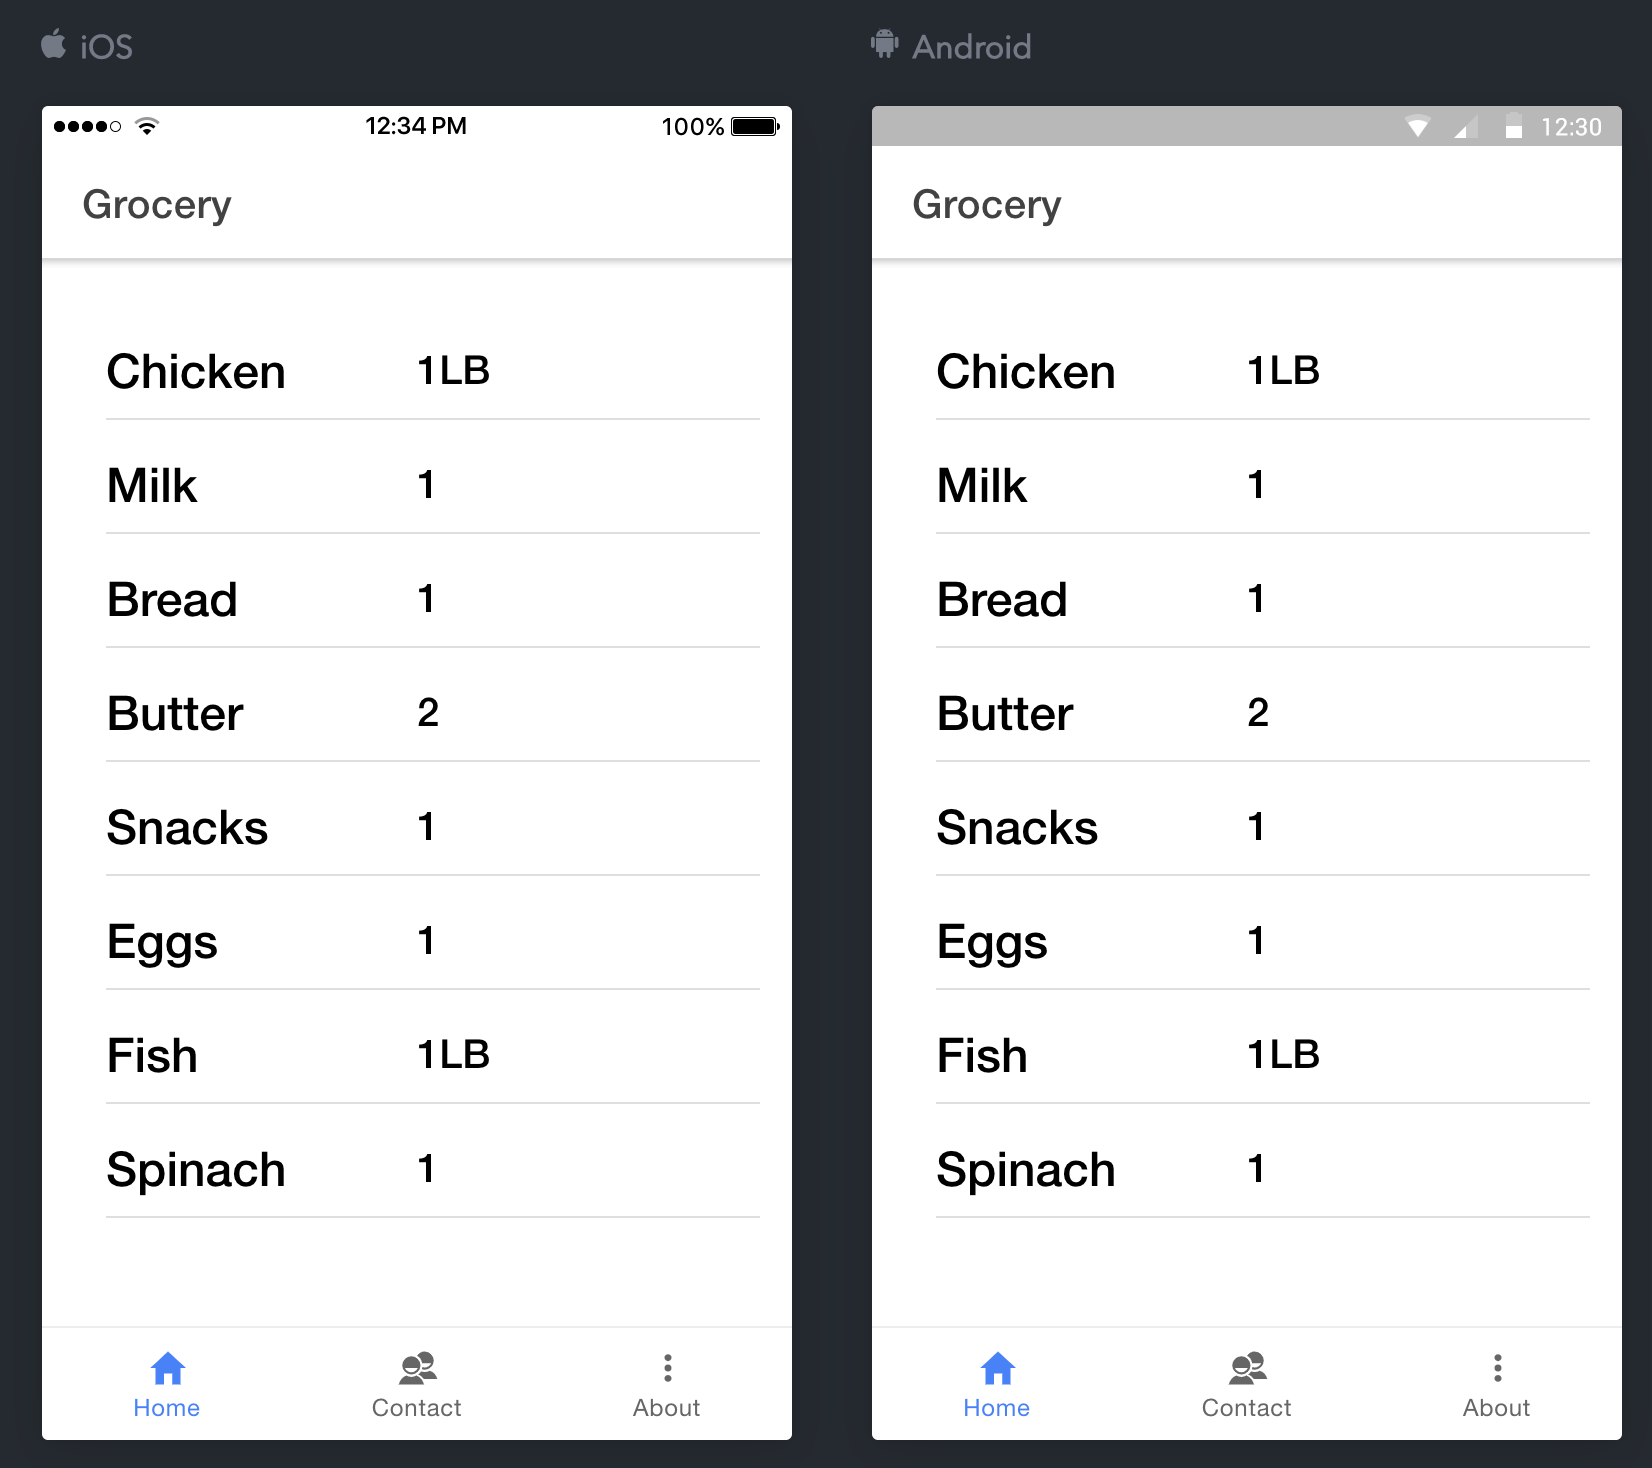 iOS
12:34 PM 100%
Grocery
Chicken 1LB
Milk 1
Bread 1
Butter 2
Snacks 1
Eggs 1
Fish 1LB
Spinach 1
Home Contact About
Android
12:30
Grocery
Chicken 1LB
Milk 1
Bread 1
Butter 2
Snacks 1
Eggs 1
Fish 1LB
Spinach 1
Home Contact About